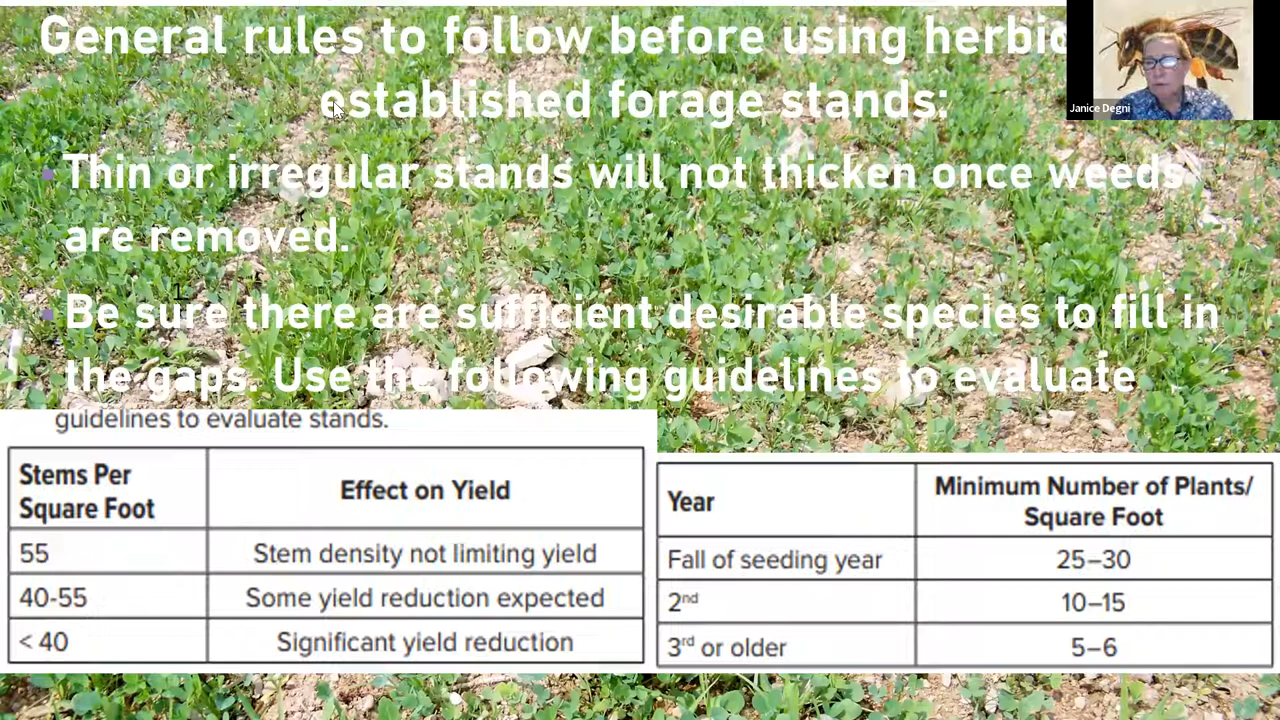 General rules to follow before using
established forage stands:
Janice Degni
Thin or irregular stands will not thicken once weeds
are removed.
Be sure there are sufficient desirable species to fill in
the gaps. Use the following guidelines to evaluate
guidelines to evaluate stands.
Stems Per
Square Foot
Effect on Yield
55 Stem density not limiting yield
40-55 Some yield reduction expected
< 40 Significant yield reduction
Year
Minimum Number of Plants/
Square Foot
Fall of seeding year 25–30
2nd 10–15
3rd or older 5–6